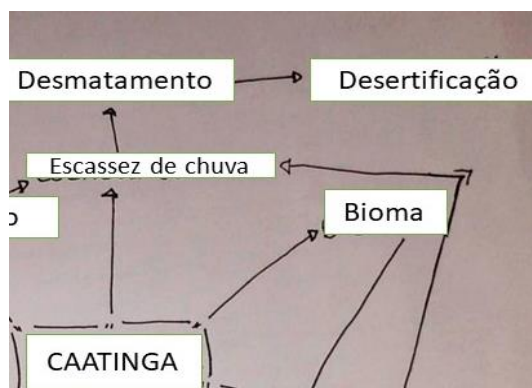 Desmatamento
Desertificação
Escassez de chuva
Bioma
o
CAATINGA